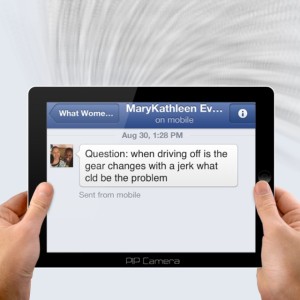 What Wome...
MaryKathleen Ev...
on mobile
Aug 30, 1:28 PM
Question: when driving off is the
gear changes with a jerk what
cld be the problem
Sent from mobile
PIP Camera